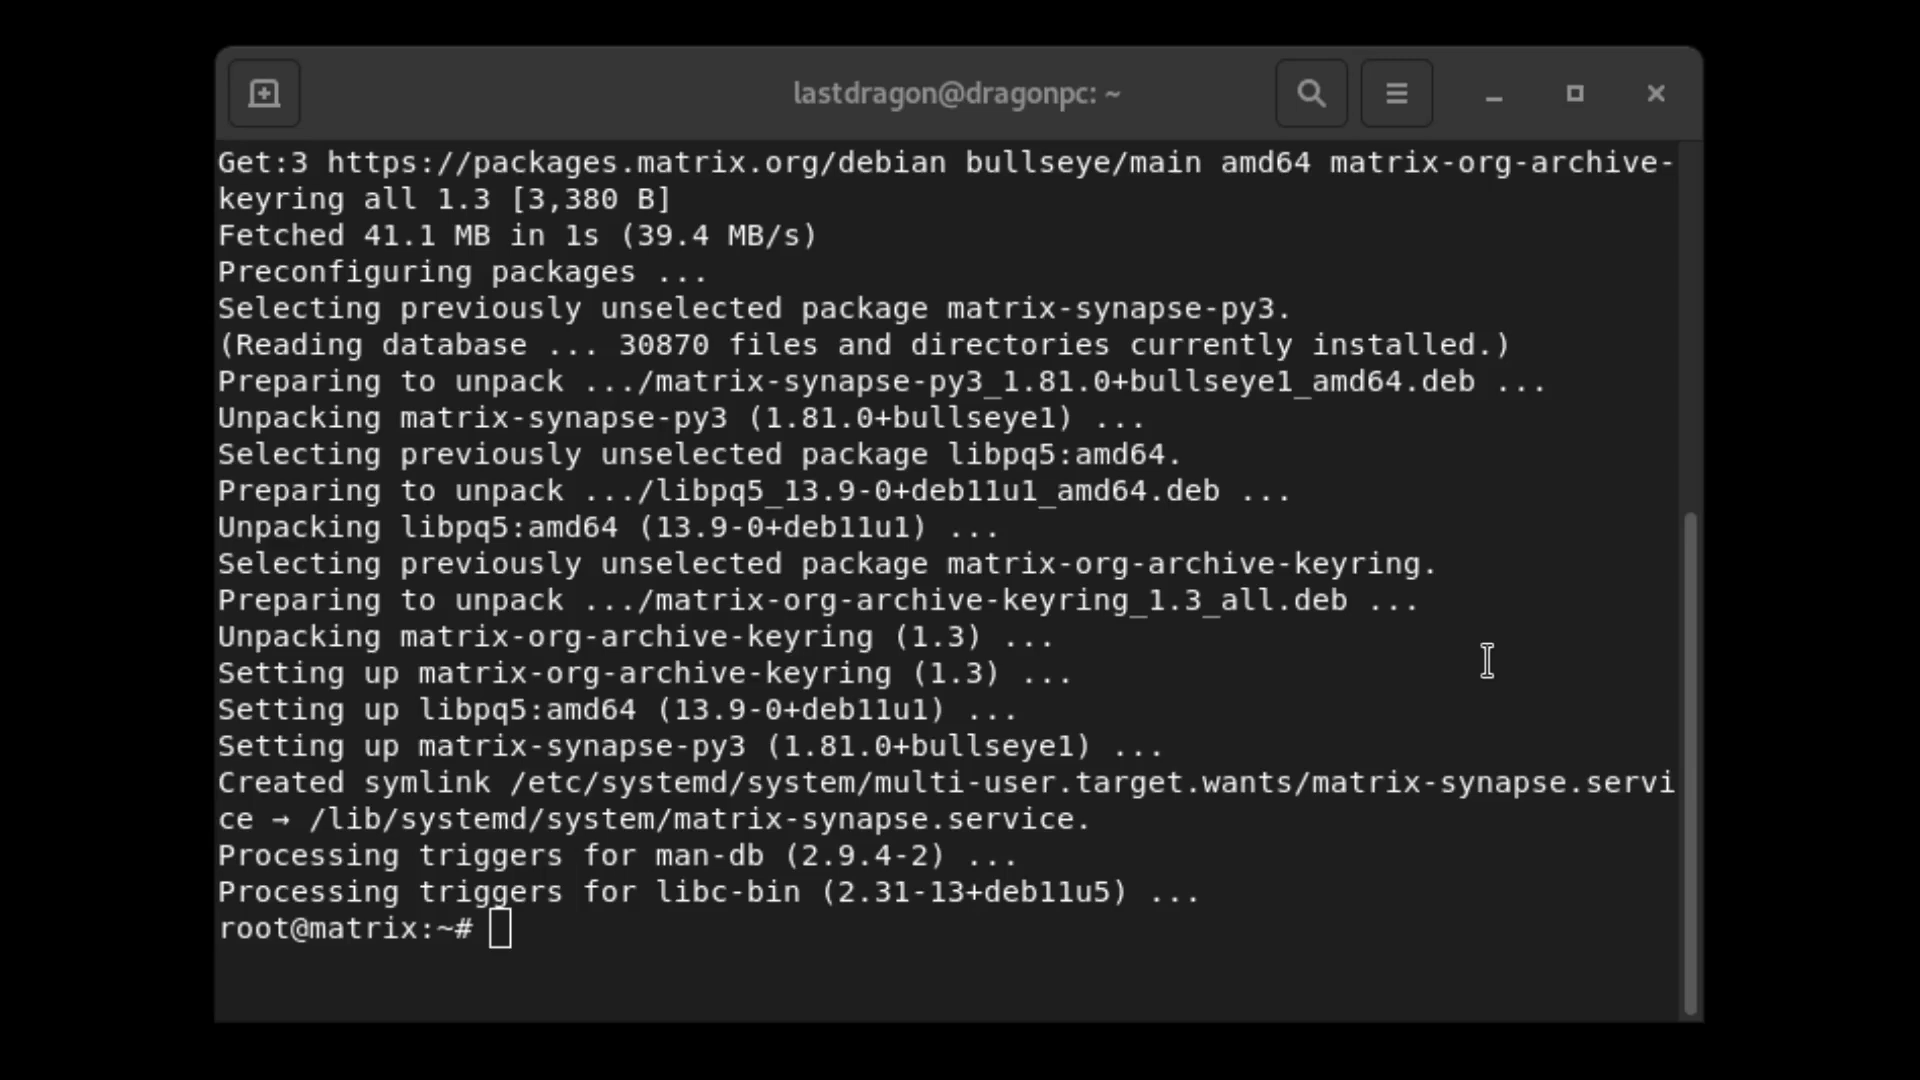 lastdragon@dragonpc: ~
Get:3 https://packages.matrix.org/debian bullseye/main amd64 matrix-org-archive-
keyring all 1.3 [3,380 B]
Fetched 41.1 MB in 1s (39.4 MB/s)
Preconfiguring packages ...
Selecting previously unselected package matrix-synapse-py3.
(Reading database ... 30870 files and directories currently installed.)
Preparing to unpack .../matrix-synapse-py3_1.81.0+bullseye1_amd64.deb ...
Unpacking matrix-synapse-py3 (1.81.0+bullseye1) ...
Selecting previously unselected package libpq5:amd64.
Preparing to unpack .../libpq5_13.9-0+deb11u1_amd64.deb ...
Unpacking libpq5:amd64 (13.9-0+deb11u1) ...
Selecting previously unselected package matrix-org-archive-keyring.
Preparing to unpack .../matrix-org-archive-keyring_1.3_all.deb ...
Unpacking matrix-org-archive-keyring (1.3) ...
Setting up matrix-org-archive-keyring (1.3) ...
Setting up libpq5:amd64 (13.9-0+deb11u1) ...
Setting up matrix-synapse-py3 (1.81.0+bullseye1) ...
Created symlink /etc/systemd/system/multi-user.target.wants/matrix-synapse.servi
ce → /lib/systemd/system/matrix-synapse.service.
Processing triggers for man-db (2.9.4-2) ...
Processing triggers for libc-bin (2.31-13+deb11u5) ...
root@matrix:~#